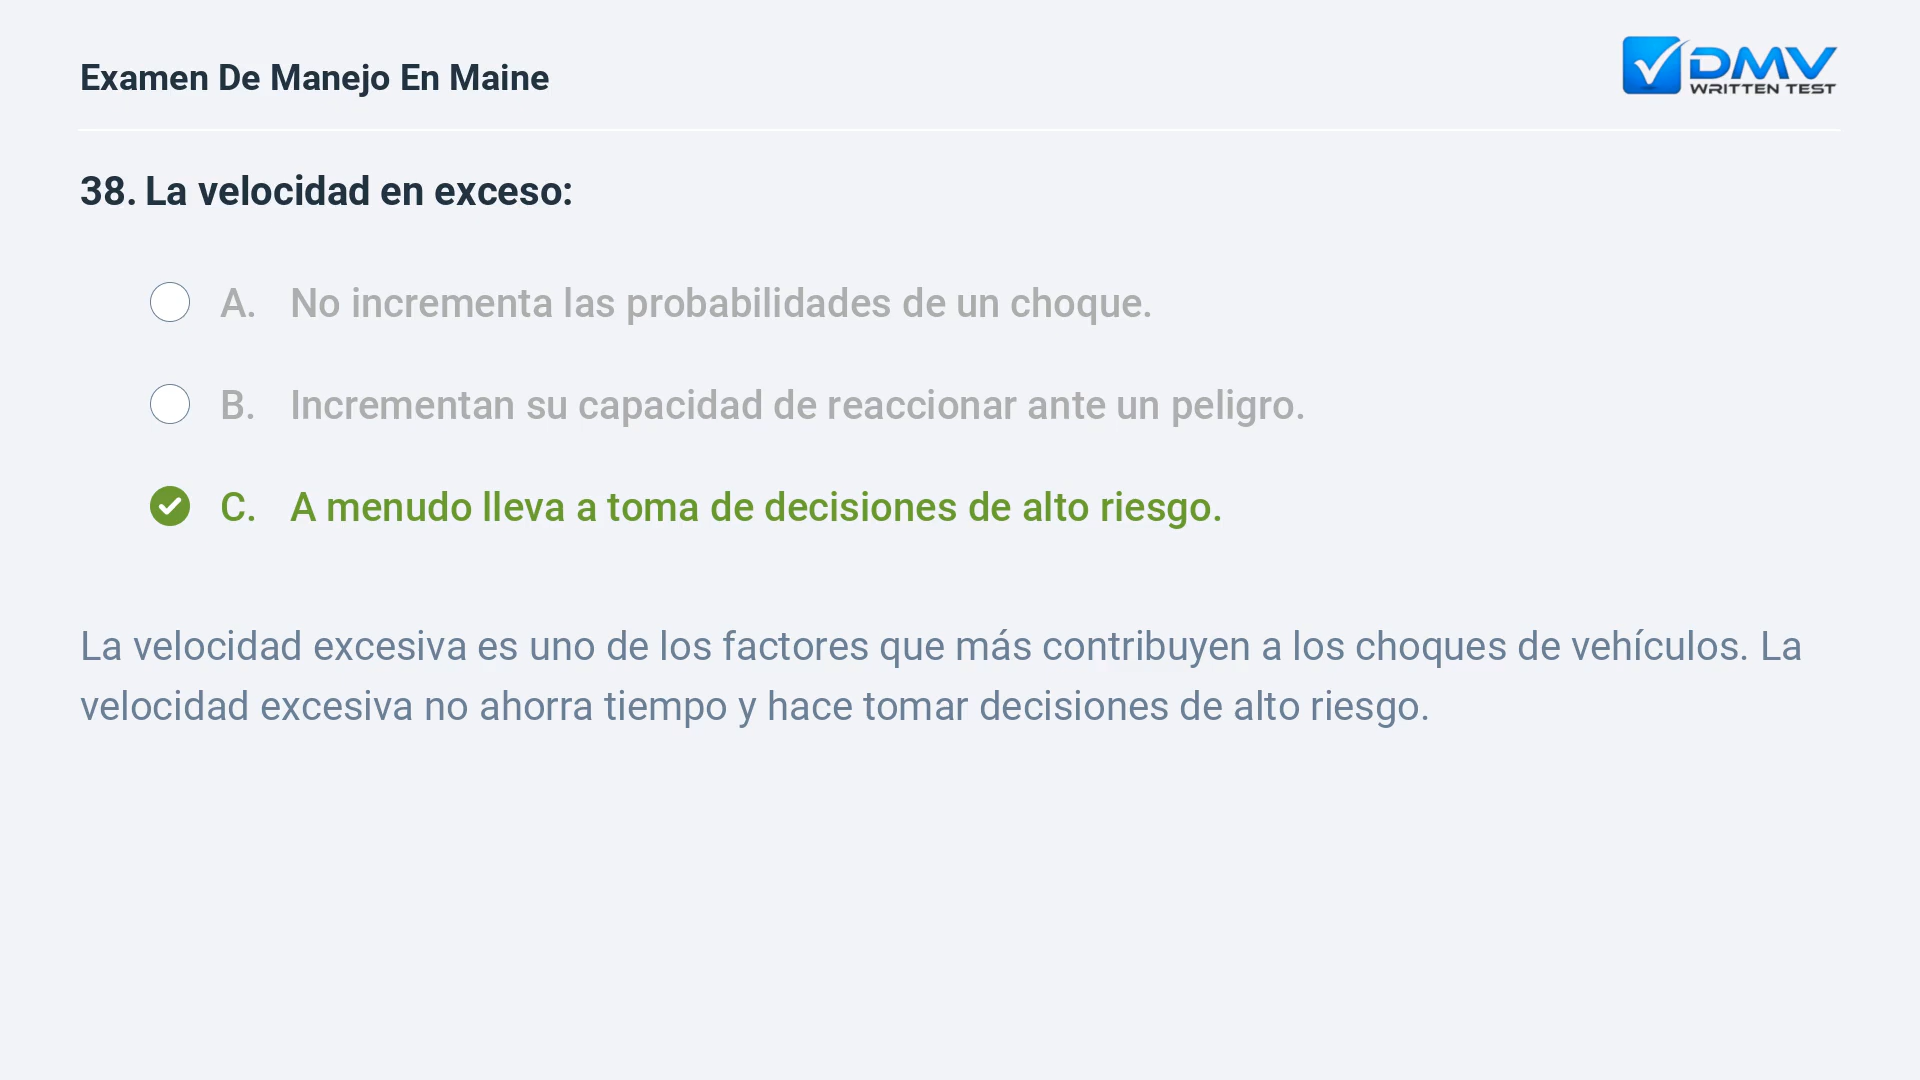 Examen De Manejo En Maine
DMV
WRITTEN TEST
38. La velocidad en exceso:
A. No incrementa las probabilidades de un choque.
B. Incrementan su capacidad de reaccionar ante un peligro.
C. A menudo lleva a toma de decisiones de alto riesgo.
La velocidad excesiva es uno de los factores que más contribuyen a los choques de vehículos. La
velocidad excesiva no ahorra tiempo y hace tomar decisiones de alto riesgo.